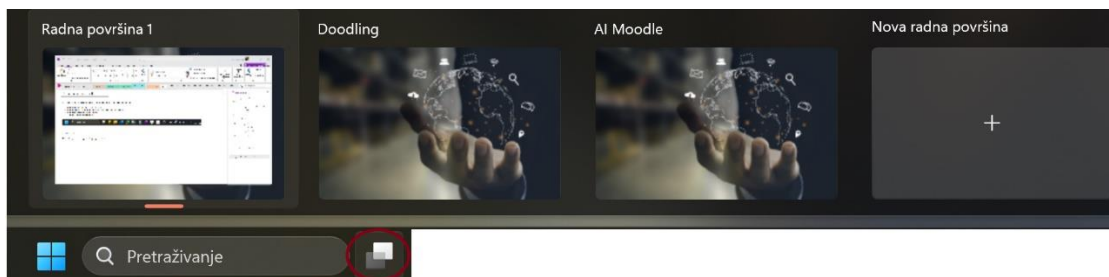 Radna površina 1
Doodling
AI Moodle
Nova radna površina
Pretraživanje